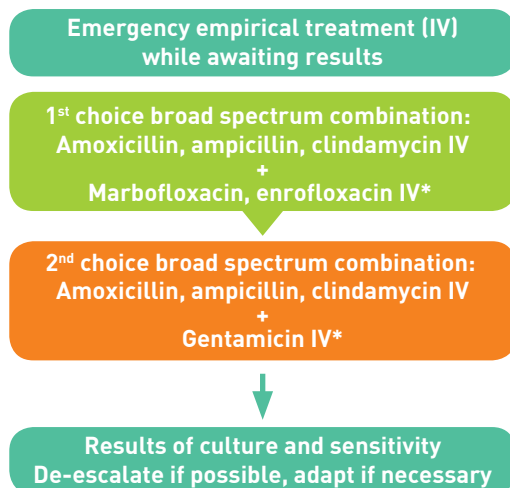 Emergency empirical treatment (IV)
while awaiting results
1st choice broad spectrum combination:
Amoxicillin, ampicillin, clindamycin IV
+
Marbofloxacin, enrofloxacin IV*
2nd choice broad spectrum combination:
Amoxicillin, ampicillin, clindamycin IV
+
Gentamicin IV*
Results of culture and sensitivity
De-escalate if possible, adapt if necessary